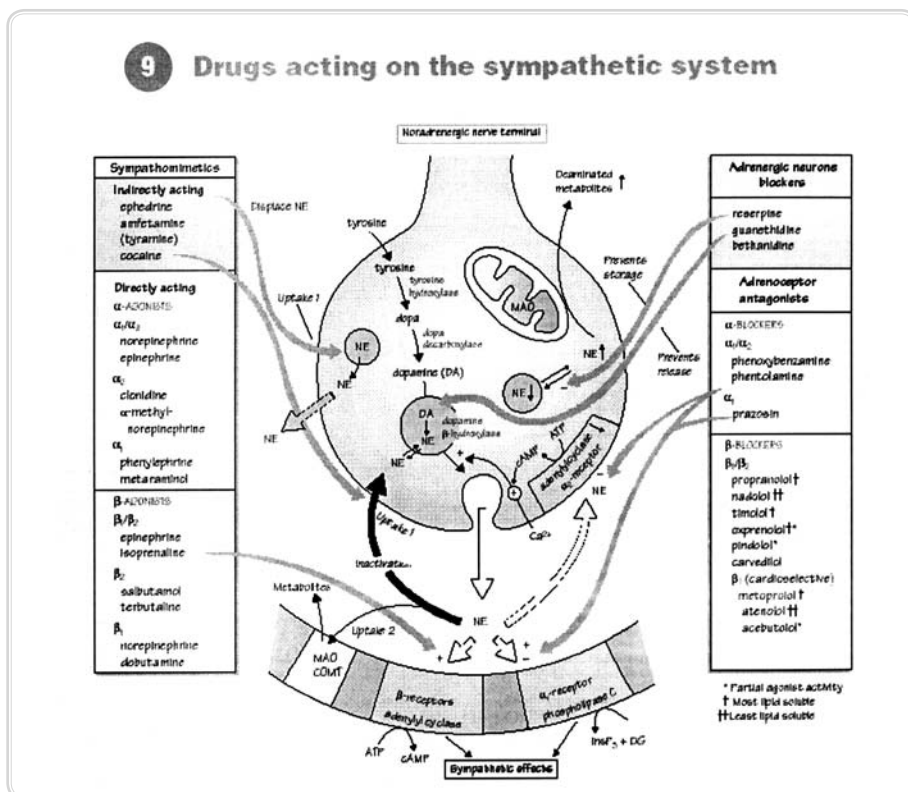 9 Drugs acting on the sympathetic system
Noradrenergic nerve terminal
Sympathomimetics
Indirectly acting
ephedrine
amfetamine
(tyramine)
cocaine
Directly acting
α-AGONISTS
α₁/α₂
norepinephrine
epinephrine
α₂
clonidine
α-methyl-
norepinephrine
α₁
phenylephrine
metaraminol
β-AGONISTS
β₁/β₂
epinephrine
isoprenaline
β₂
salbutamol
terbutaline
β₁
norepinephrine
dobutamine
Displace NE
Uptake 1
tyrosine
tyrosine
tyrosine
hydroxylase
dopa
dopa
decarboxylase
dopamine (DA)
DA
NE
dopamine
β-hydroxylase
NE
NE
NE
NE
Deaminated
metabolites ↑
MAO
NE ↑
NE ↓
−
Prevents
storage
Prevents
release
ATP
cAMP
adenylylcyclase ↓
α₂-receptor
−
+
+
NE
Uptake 1
Metabolites
Uptake 2
MAO
COMT
NE
+
+
−
β-receptors
adenylylcyclase
α₁-receptor
phospholipase C
ATP
cAMP
InsP₃ + DG
Sympathetic effects
Adrenergic neurone
blockers
reserpine
guanethidine
bethanidine
Adrenoceptor
antagonists
α-BLOCKERS
α₁/α₂
phenoxybenzamine
phentolamine
α₁
prazosin
β-BLOCKERS
β₁/β₂
propranolol†
nadolol††
timolol†
oxprenolol†*
pindolol*
carvedilol
β₁ (cardioselective)
metoprolol†
atenolol††
acebutolol*
* Partial agonist activity
† Most lipid soluble
†† Least lipid soluble